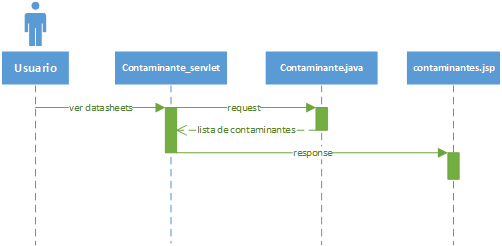 Usuario
Contaminante_servlet
Contaminante.java
contaminantes.jsp
ver datasheets
request
lista de contaminantes
response